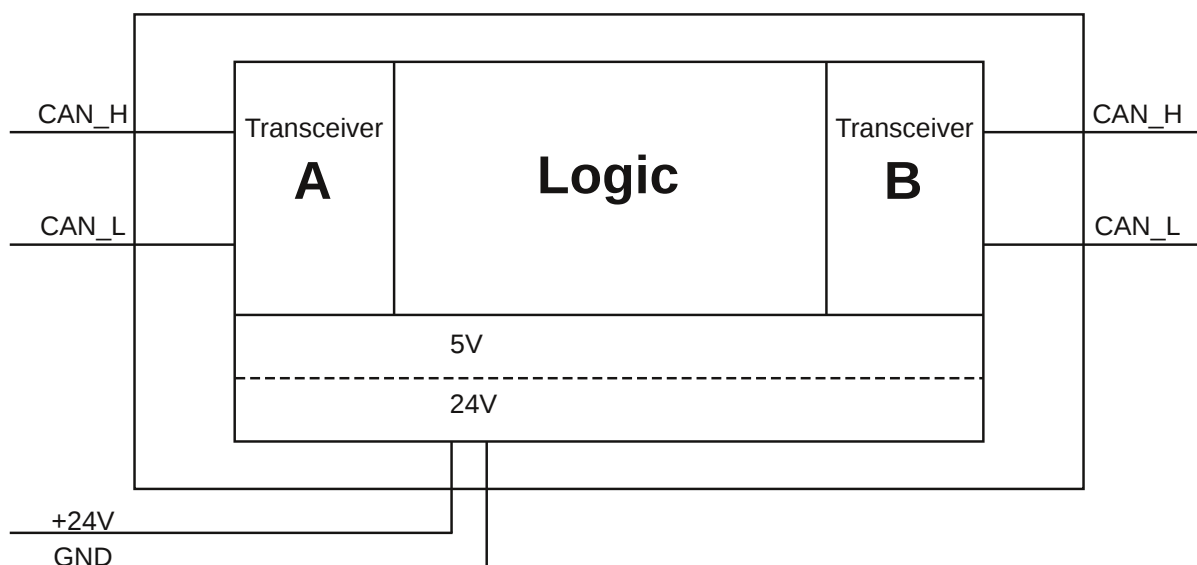 CAN_H
CAN_H
Transceiver
Transceiver
A
Logic
B
CAN_L
CAN_L
5V
24V
+24V
GND